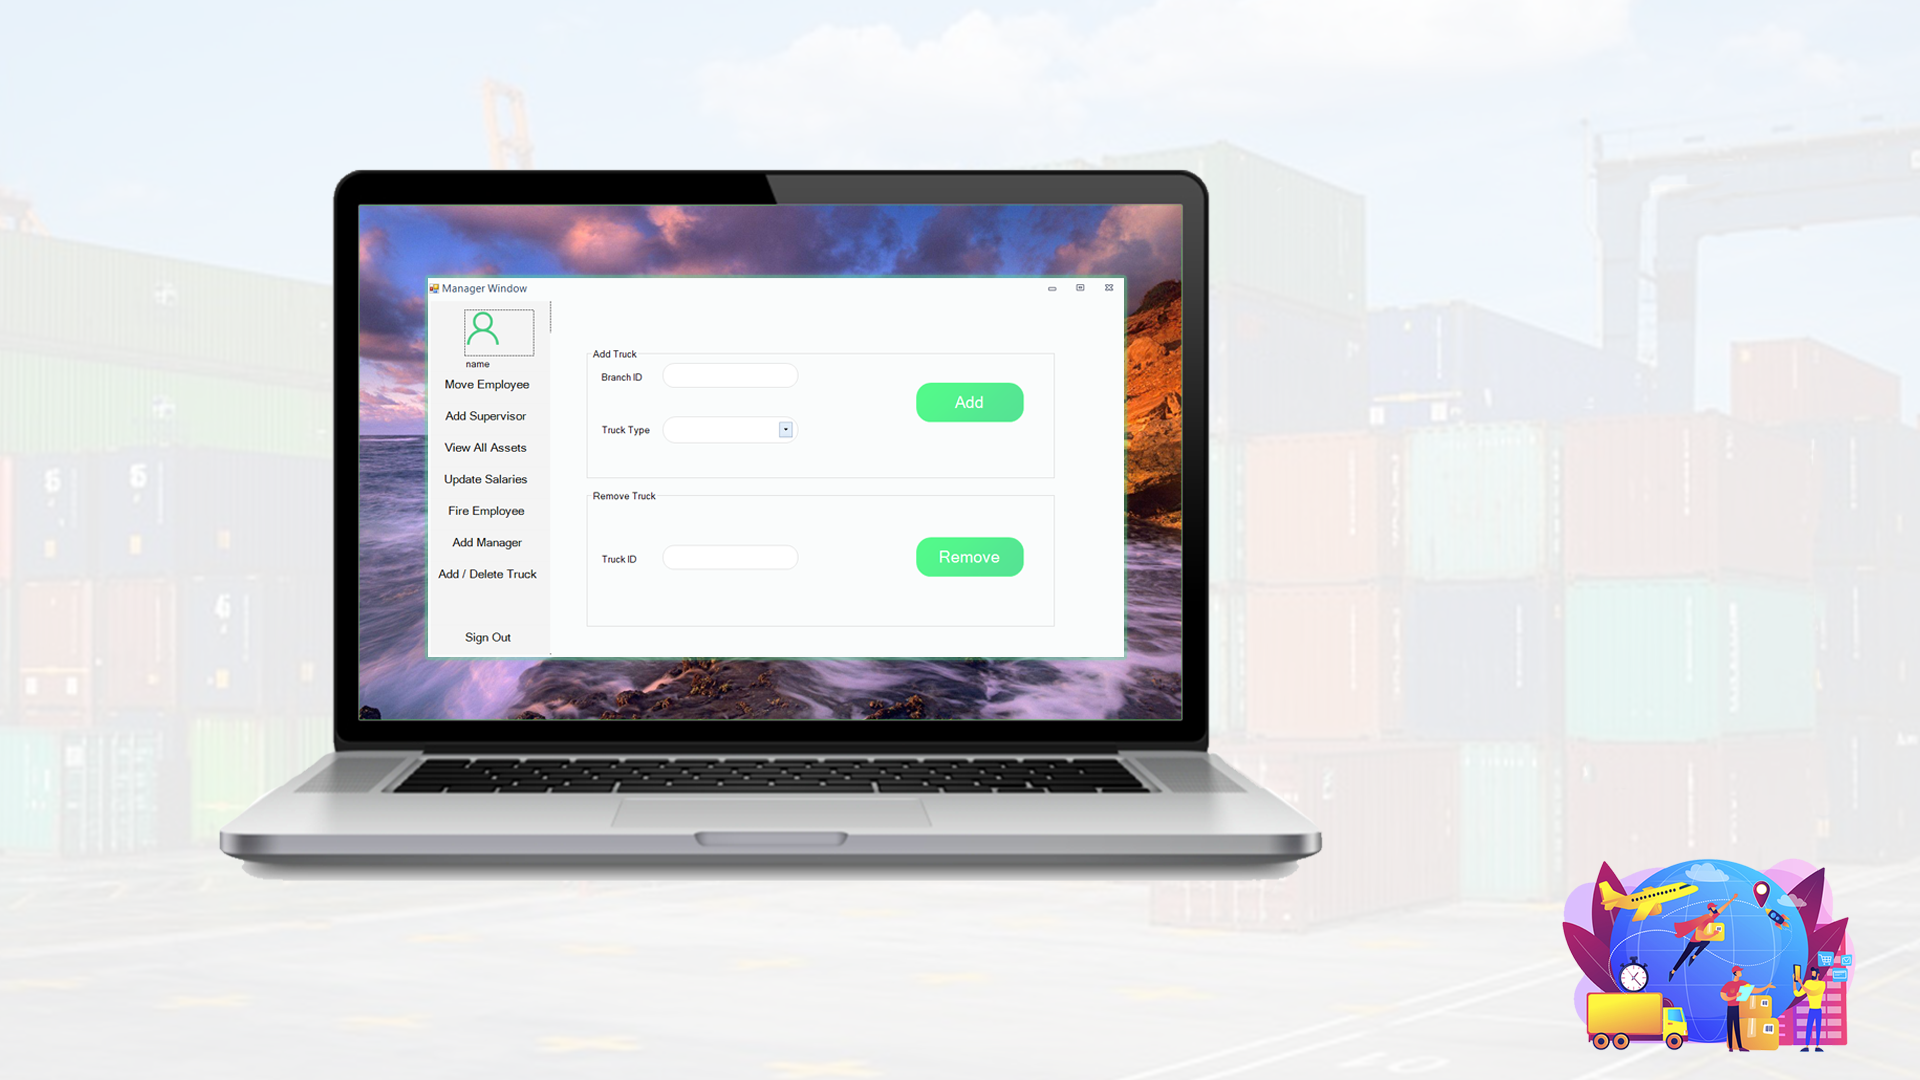 Manager Window
name
Move Employee
Add Supervisor
View All Assets
Update Salaries
Fire Employee
Add Manager
Add / Delete Truck
Sign Out
Add Truck
Branch ID
Truck Type
Add
Remove Truck
Truck ID
Remove